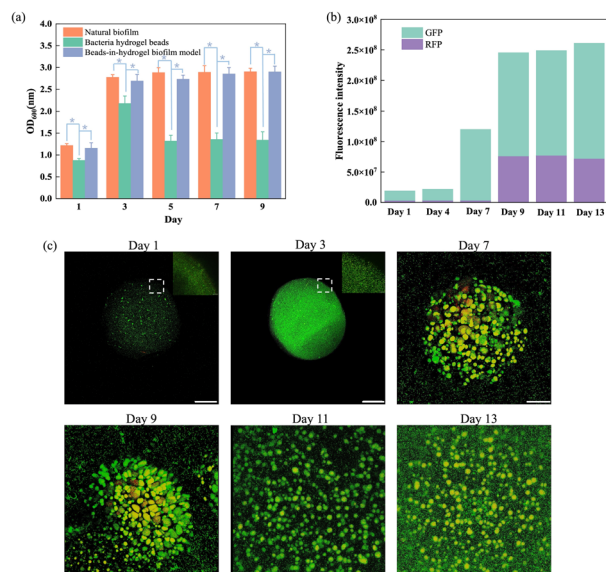 (a)
Natural biofilm
Bacteria hydrogel beads
Beads-in-hydrogel biofilm model
OD600(nm)
4.0
3.5
3.0
2.5
2.0
1.5
1.0
0.5
0.0
* * * * * * * * * *
1 3 5 7 9
Day
(b)
GFP
RFP
Fluorescence intensity
3.0×10⁸
2.5×10⁸
2.0×10⁸
1.5×10⁸
1.0×10⁸
5.0×10⁷
0.0
Day 1 Day 4 Day 7 Day 9 Day 11 Day 13
(c)
Day 1 Day 3 Day 7
Day 9 Day 11 Day 13